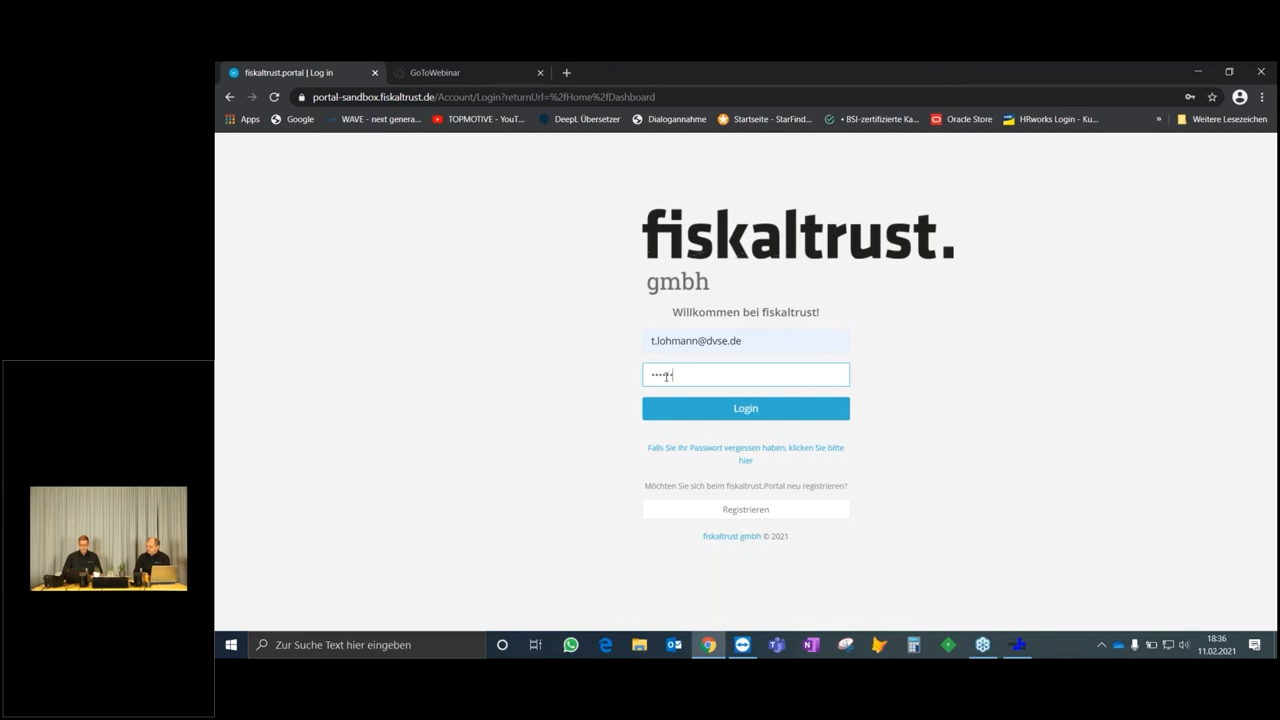 fiskaltrust.portal | Log in
GoToWebinar
portal-sandbox.fiskaltrust.de/Account/Login?returnUrl=%2fHome%2fDashboard
Apps Google WAVE - next genera... TOPMOTIVE - YouT... DeepL Übersetzer Dialogannahme Startseite - StarFind... • BSI-zertifizierte Ka... Oracle Store HRworks Login - Ku... » Weitere Lesezeichen
fiskaltrust.
gmbh
Willkommen bei fiskaltrust!
t.lohmann@dvse.de
Login
Falls Sie Ihr Passwort vergessen haben, klicken Sie bitte
hier
Möchten Sie sich beim fiskaltrust.Portal neu registrieren?
Registrieren
fiskaltrust gmbh © 2021
Zur Suche Text hier eingeben
18:36
11.02.2021